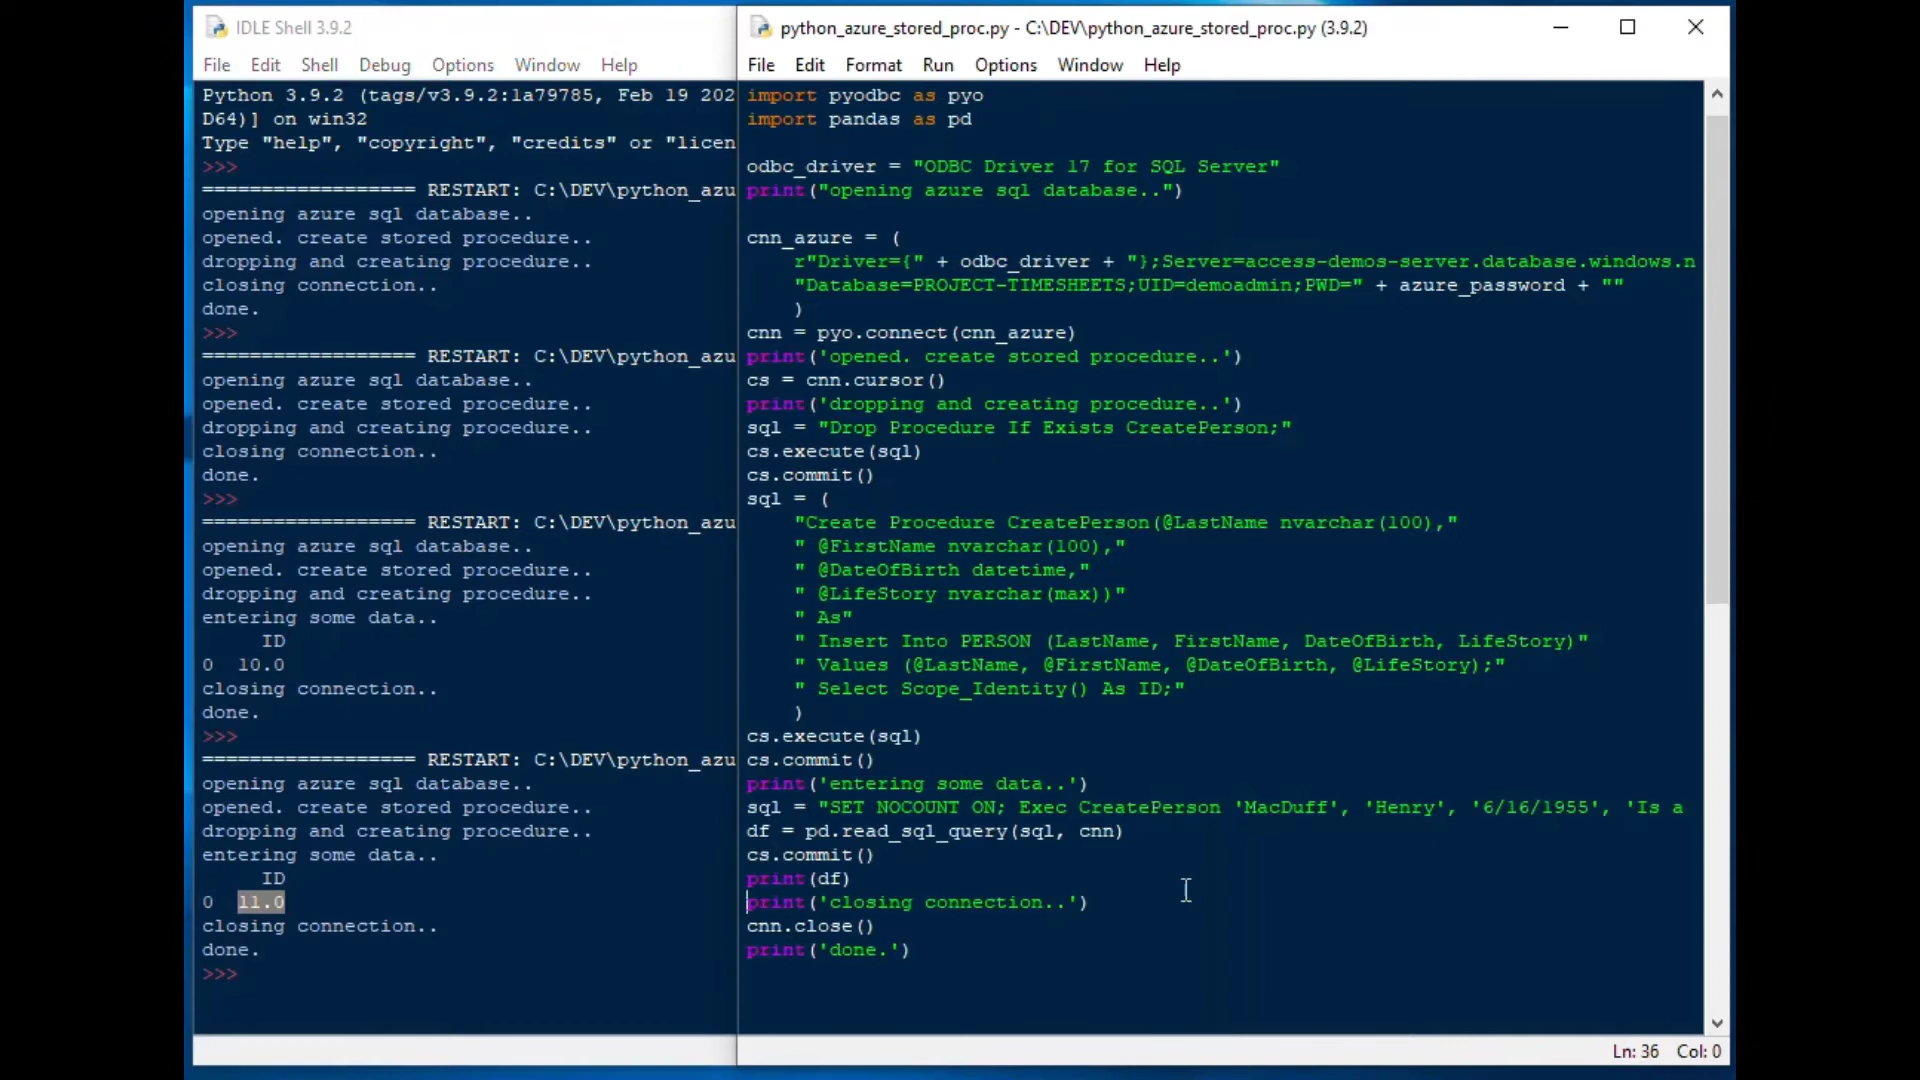 IDLE Shell 3.9.2
File Edit Shell Debug Options Window Help
Python 3.9.2 (tags/v3.9.2:1a79785, Feb 19 202
D64)] on win32
Type "help", "copyright", "credits" or "licen
>>>
================== RESTART: C:\DEV\python_azu
opening azure sql database..
opened. create stored procedure..
dropping and creating procedure..
closing connection..
done.
>>>
================== RESTART: C:\DEV\python_azu
opening azure sql database..
opened. create stored procedure..
dropping and creating procedure..
closing connection..
done.
>>>
================== RESTART: C:\DEV\python_azu
opening azure sql database..
opened. create stored procedure..
dropping and creating procedure..
entering some data..
     ID
0  10.0
closing connection..
done.
>>>
================== RESTART: C:\DEV\python_azu
opening azure sql database..
opened. create stored procedure..
dropping and creating procedure..
entering some data..
     ID
0  11.0
closing connection..
done.
>>>
python_azure_stored_proc.py - C:\DEV\python_azure_stored_proc.py (3.9.2)
File Edit Format Run Options Window Help
import pyodbc as pyo
import pandas as pd
odbc_driver = "ODBC Driver 17 for SQL Server"
print("opening azure sql database..")
cnn_azure = (
    r"Driver={" + odbc_driver + "};Server=access-demos-server.database.windows.n
    "Database=PROJECT-TIMESHEETS;UID=demoadmin;PWD=" + azure_password + ""
    )
cnn = pyo.connect(cnn_azure)
print('opened. create stored procedure..')
cs = cnn.cursor()
print('dropping and creating procedure..')
sql = "Drop Procedure If Exists CreatePerson;"
cs.execute(sql)
cs.commit()
sql = (
    "Create Procedure CreatePerson(@LastName nvarchar(100),"
    " @FirstName nvarchar(100),"
    " @DateOfBirth datetime,"
    " @LifeStory nvarchar(max))"
    " As"
    " Insert Into PERSON (LastName, FirstName, DateOfBirth, LifeStory)"
    " Values (@LastName, @FirstName, @DateOfBirth, @LifeStory);"
    " Select Scope_Identity() As ID;"
    )
cs.execute(sql)
cs.commit()
print('entering some data..')
sql = "SET NOCOUNT ON; Exec CreatePerson 'MacDuff', 'Henry', '6/16/1955', 'Is a
df = pd.read_sql_query(sql, cnn)
cs.commit()
print(df)
print('closing connection..')
cnn.close()
print('done.')
Ln: 36 Col: 0